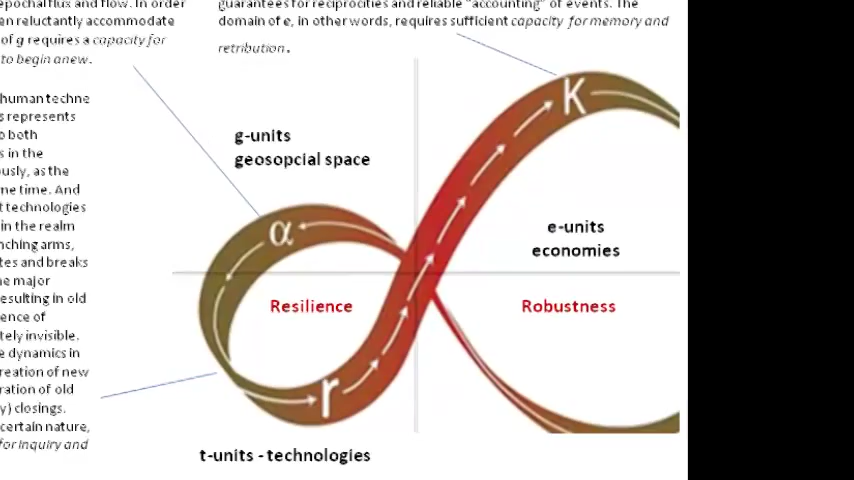 epochal flux and flow. In order
en reluctantly accommodate
of g requires a capacity for
to begin anew.
guarantees for reciprocities and reliable "accounting" of events. The
domain of e, in other words, requires sufficient capacity for memory and
retribution.
human techne
s represents
o both
s in the
ously, as the
me time. And
t technologies
in the realm
nching arms,
tes and breaks
ne major
esulting in old
ence of
tely invisible.
e dynamics in
reation of new
ration of old
y) closings.
certain nature,
for inquiry and
g-units
geosopcial space
K
α
e-units
economies
Resilience
Robustness
r
t-units - technologies